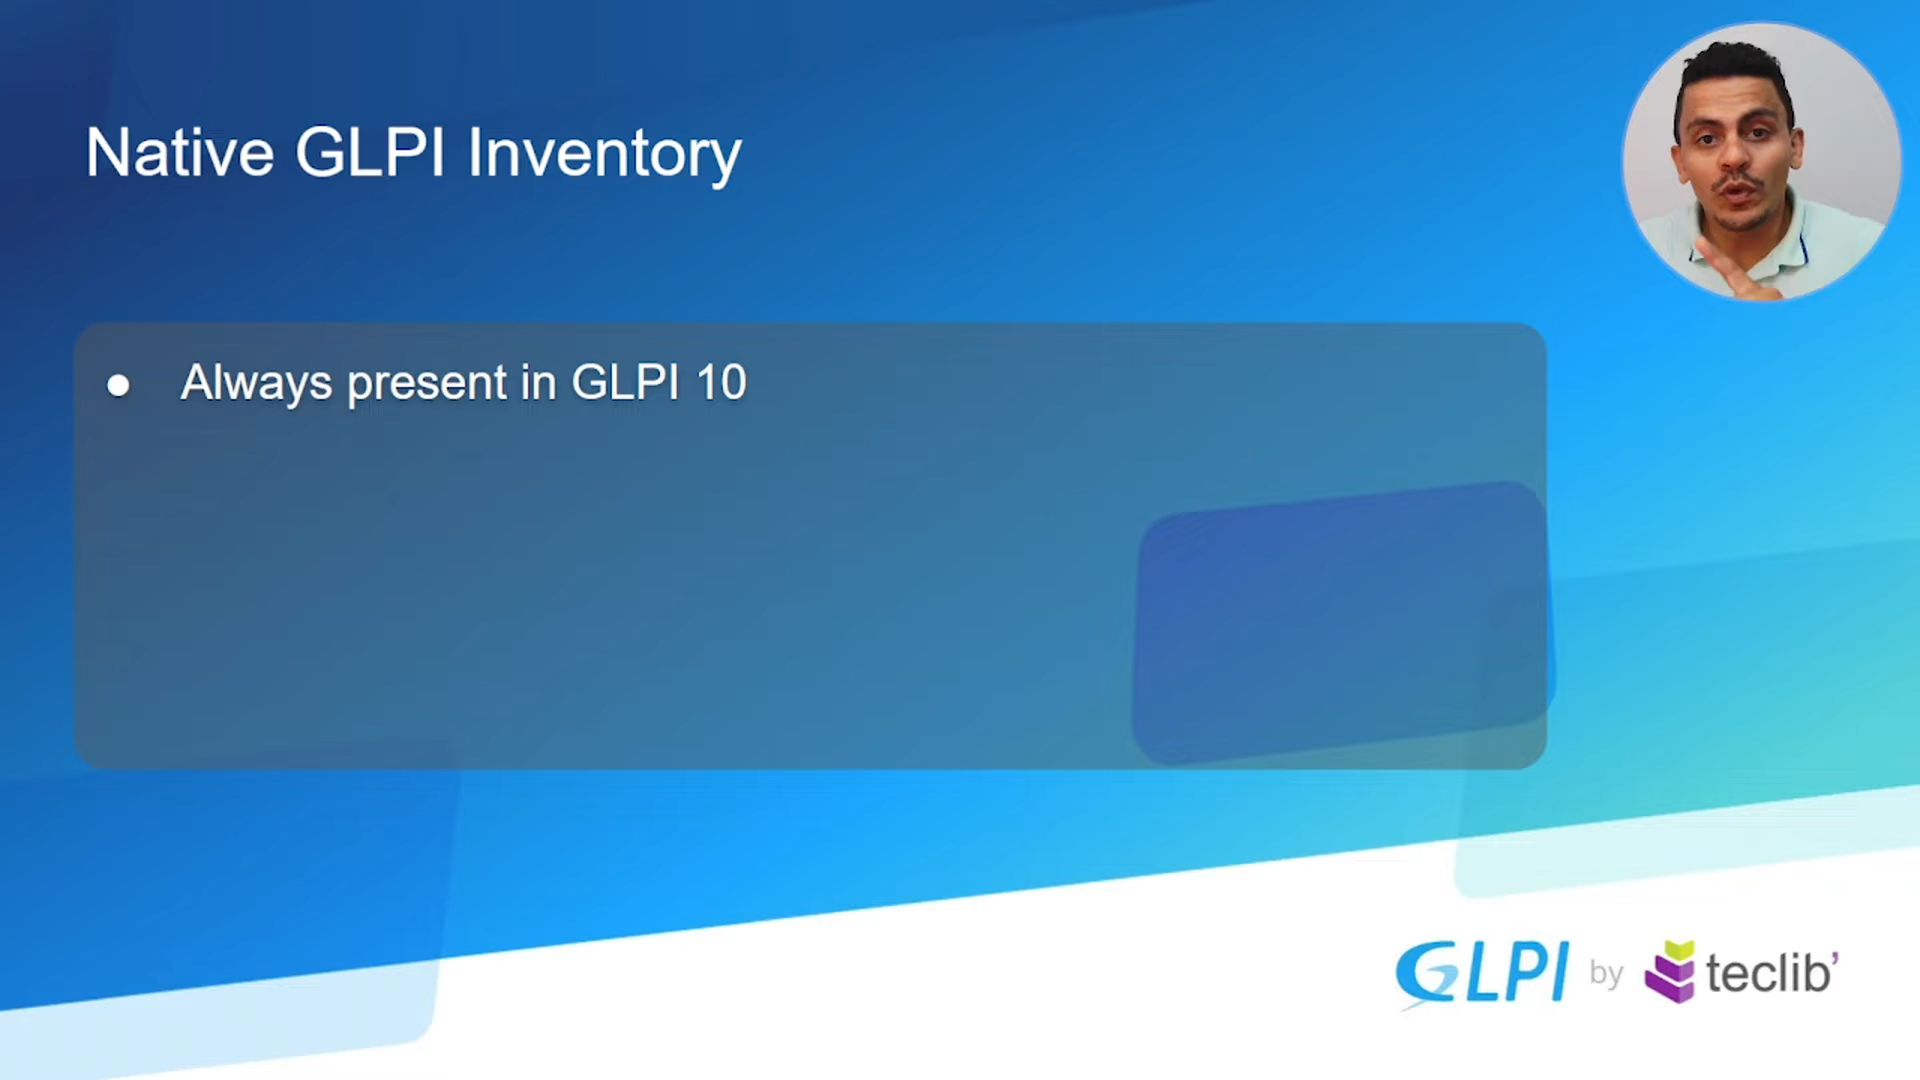 Native GLPI Inventory
● Always present in GLPI 10
GLPI by teclib'